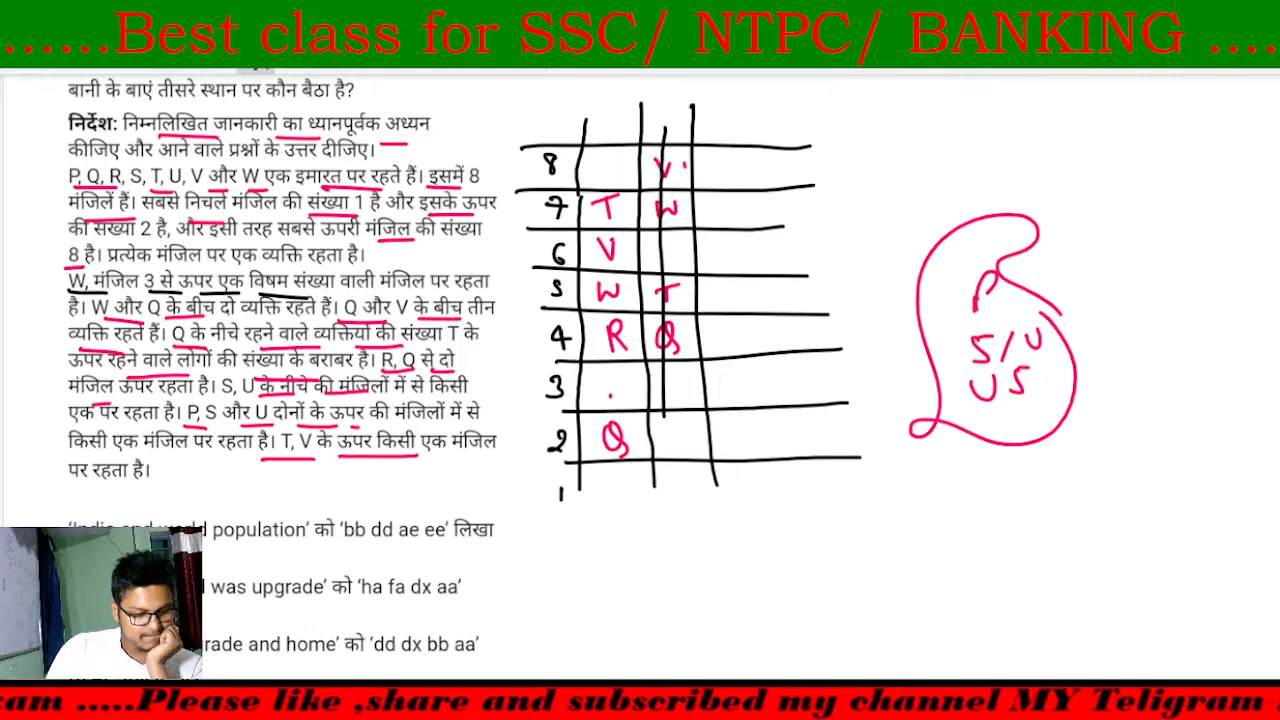 ......Best class for SSC/ NTPC/ BANKING ....
बानी के बाएं तीसरे स्थान पर कौन बैठा है?
निर्देश: निम्नलिखित जानकारी का ध्यानपूर्वक अध्यन
कीजिए और आने वाले प्रश्नों के उत्तर दीजिए।
P, Q, R, S, T, U, V और W एक इमारत पर रहते हैं। इसमें 8
मंजिलें हैं। सबसे निचले मंजिल की संख्या 1 है और इसके ऊपर
की सख्या 2 है, और इसी तरह सबसे ऊपरी मंजिल की संख्या
8 है। प्रत्येक मंजिल पर एक व्यक्ति रहता है।
W, मंजिल 3 से ऊपर एक विषम संख्या वाली मंजिल पर रहता
है। W और Q के बीच दो व्यक्ति रहते हैं। Q और V के बीच तीन
व्यक्ति रहते हैं। Q के नीचे रहने वाले व्यक्तियों की संख्या T के
ऊपर रहने वाले लोगों की संख्या के बराबर है। R, Q से दो
मंजिल ऊपर रहता है। S, U के नीचे की मंजिलों में से किसी
एक पर रहता है। P, S और U दोनों के ऊपर की मंजिलों में से
किसी एक मंजिल पर रहता है। T, V के ऊपर किसी एक मंजिल
पर रहता है।
8 V
7 T W
6 V
5 W T
4 R Q
3
2 Q
1
P
S/U
U S
population’ को ‘bb dd ae ee’ लिखा
was upgrade’ को ‘ha fa dx aa’
rade and home’ को ‘dd dx bb aa’
am .....Please like ,share and subscribed my channel MY Teligram